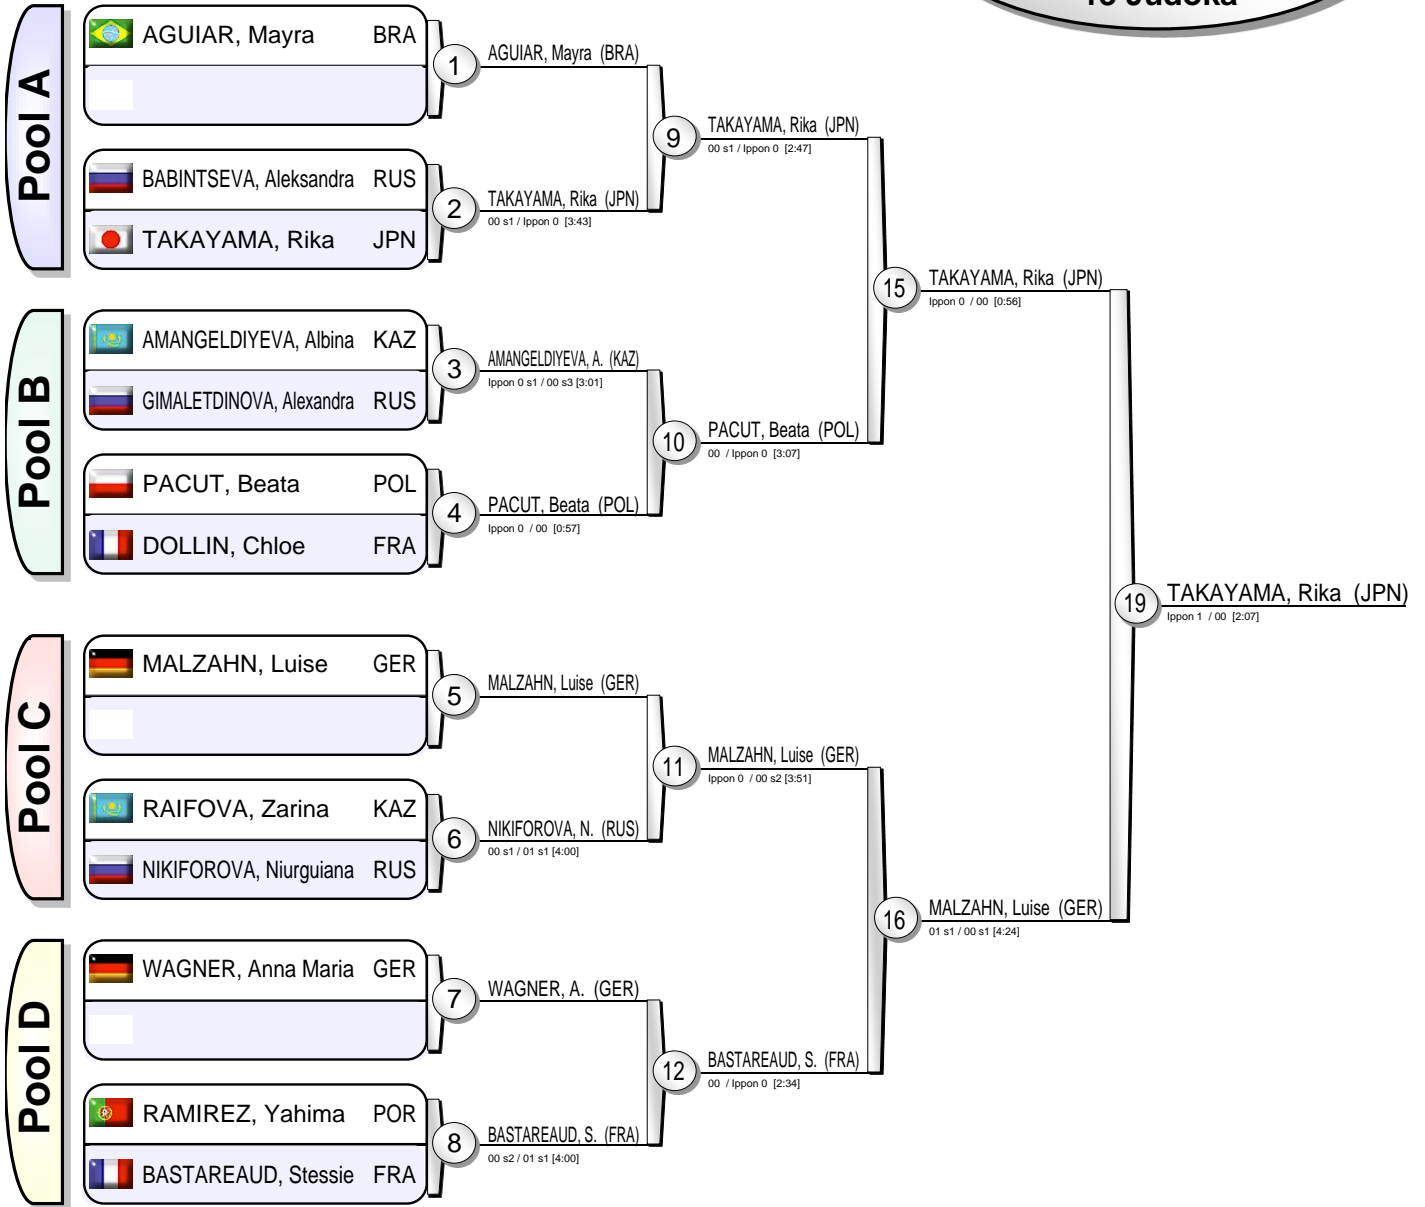 Judoka
Pool A
AGUIAR, Mayra BRA
BABINTSEVA, Aleksandra RUS
TAKAYAMA, Rika JPN
Pool B
AMANGELDIYEVA, Albina KAZ
GIMALETDINOVA, Alexandra RUS
PACUT, Beata POL
DOLLIN, Chloe FRA
Pool C
MALZAHN, Luise GER
RAIFOVA, Zarina KAZ
NIKIFOROVA, Niurguiana RUS
Pool D
WAGNER, Anna Maria GER
RAMIREZ, Yahima POR
BASTAREAUD, Stessie FRA
1
AGUIAR, Mayra (BRA)
2
TAKAYAMA, Rika (JPN)
00 s1 / Ippon 0 [3:43]
3
AMANGELDIYEVA, A. (KAZ)
Ippon 0 s1 / 00 s3 [3:01]
4
PACUT, Beata (POL)
Ippon 0 / 00 [0:57]
5
MALZAHN, Luise (GER)
6
NIKIFOROVA, N. (RUS)
00 s1 / 01 s1 [4:00]
7
WAGNER, A. (GER)
8
BASTAREAUD, S. (FRA)
00 s2 / 01 s1 [4:00]
9
TAKAYAMA, Rika (JPN)
00 s1 / Ippon 0 [2:47]
10
PACUT, Beata (POL)
00 / Ippon 0 [3:07]
11
MALZAHN, Luise (GER)
Ippon 0 / 00 s2 [3:51]
12
BASTAREAUD, S. (FRA)
00 / Ippon 0 [2:34]
15
TAKAYAMA, Rika (JPN)
Ippon 0 / 00 [0:56]
16
MALZAHN, Luise (GER)
01 s1 / 00 s1 [4:24]
19
TAKAYAMA, Rika (JPN)
Ippon 1 / 00 [2:07]